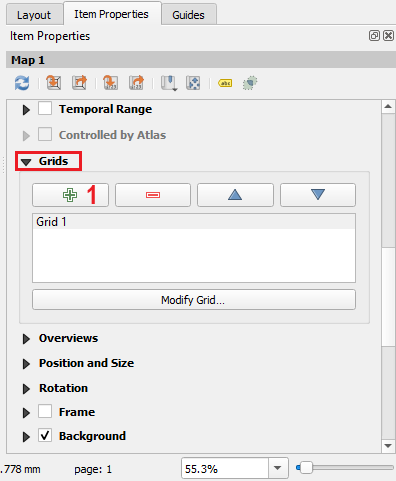 Layout Item Properties Guides
Item Properties
Map 1
abc
Temporal Range
Controlled by Atlas
Grids
1
Grid 1
Modify Grid...
Overviews
Position and Size
Rotation
Frame
Background
.778 mm page: 1 55.3%